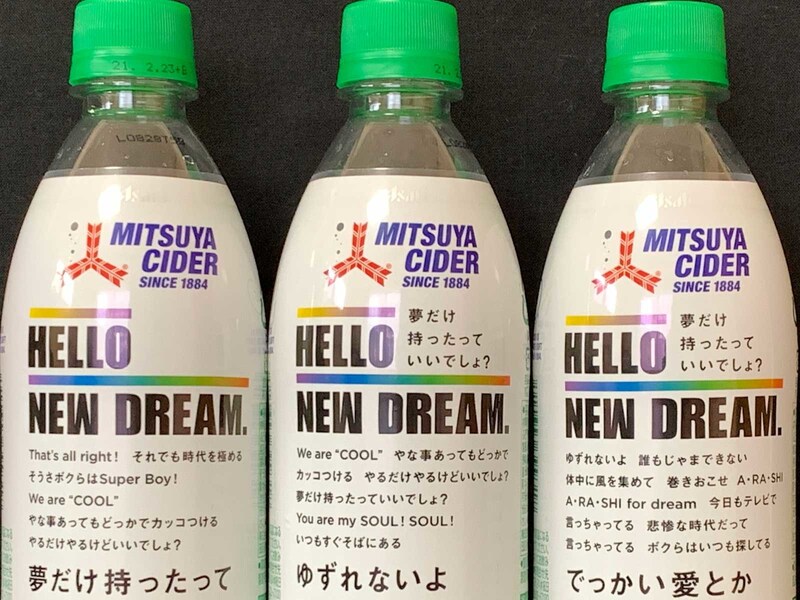 21. 2.23+E
L0828T39
MITSUYA
CIDER
SINCE 1884
HELLO
NEW DREAM.
That's all right! それでも時代を極める
そうさボクらはSuper Boy!
We are "COOL"
やな事あってもどっかでカッコつける
やるだけやるけどいいでしょ?
夢だけ持ったって
MITSUYA
CIDER
SINCE 1884
HELLO
夢だけ
持ったって
いいでしょ?
NEW DREAM.
We are "COOL" やな事あってもどっかで
カッコつける やるだけやるけどいいでしょ?
夢だけ持ったっていいでしょ?
You are my SOUL! SOUL!
いつもすぐそばにある
ゆずれないよ
Asahi
MITSUYA
CIDER
SINCE 1884
HELLO
夢だけ
持ったって
いいでしょ?
NEW DREAM.
ゆずれないよ 誰もじゃまできない
体中に風を集めて 巻きおこせ A・RA・SHI
A・RA・SHI for dream 今日もテレビで
言っちゃってる 悲惨な時代だって
言っちゃってる ボクらはいつも探してる
でっかい愛とか